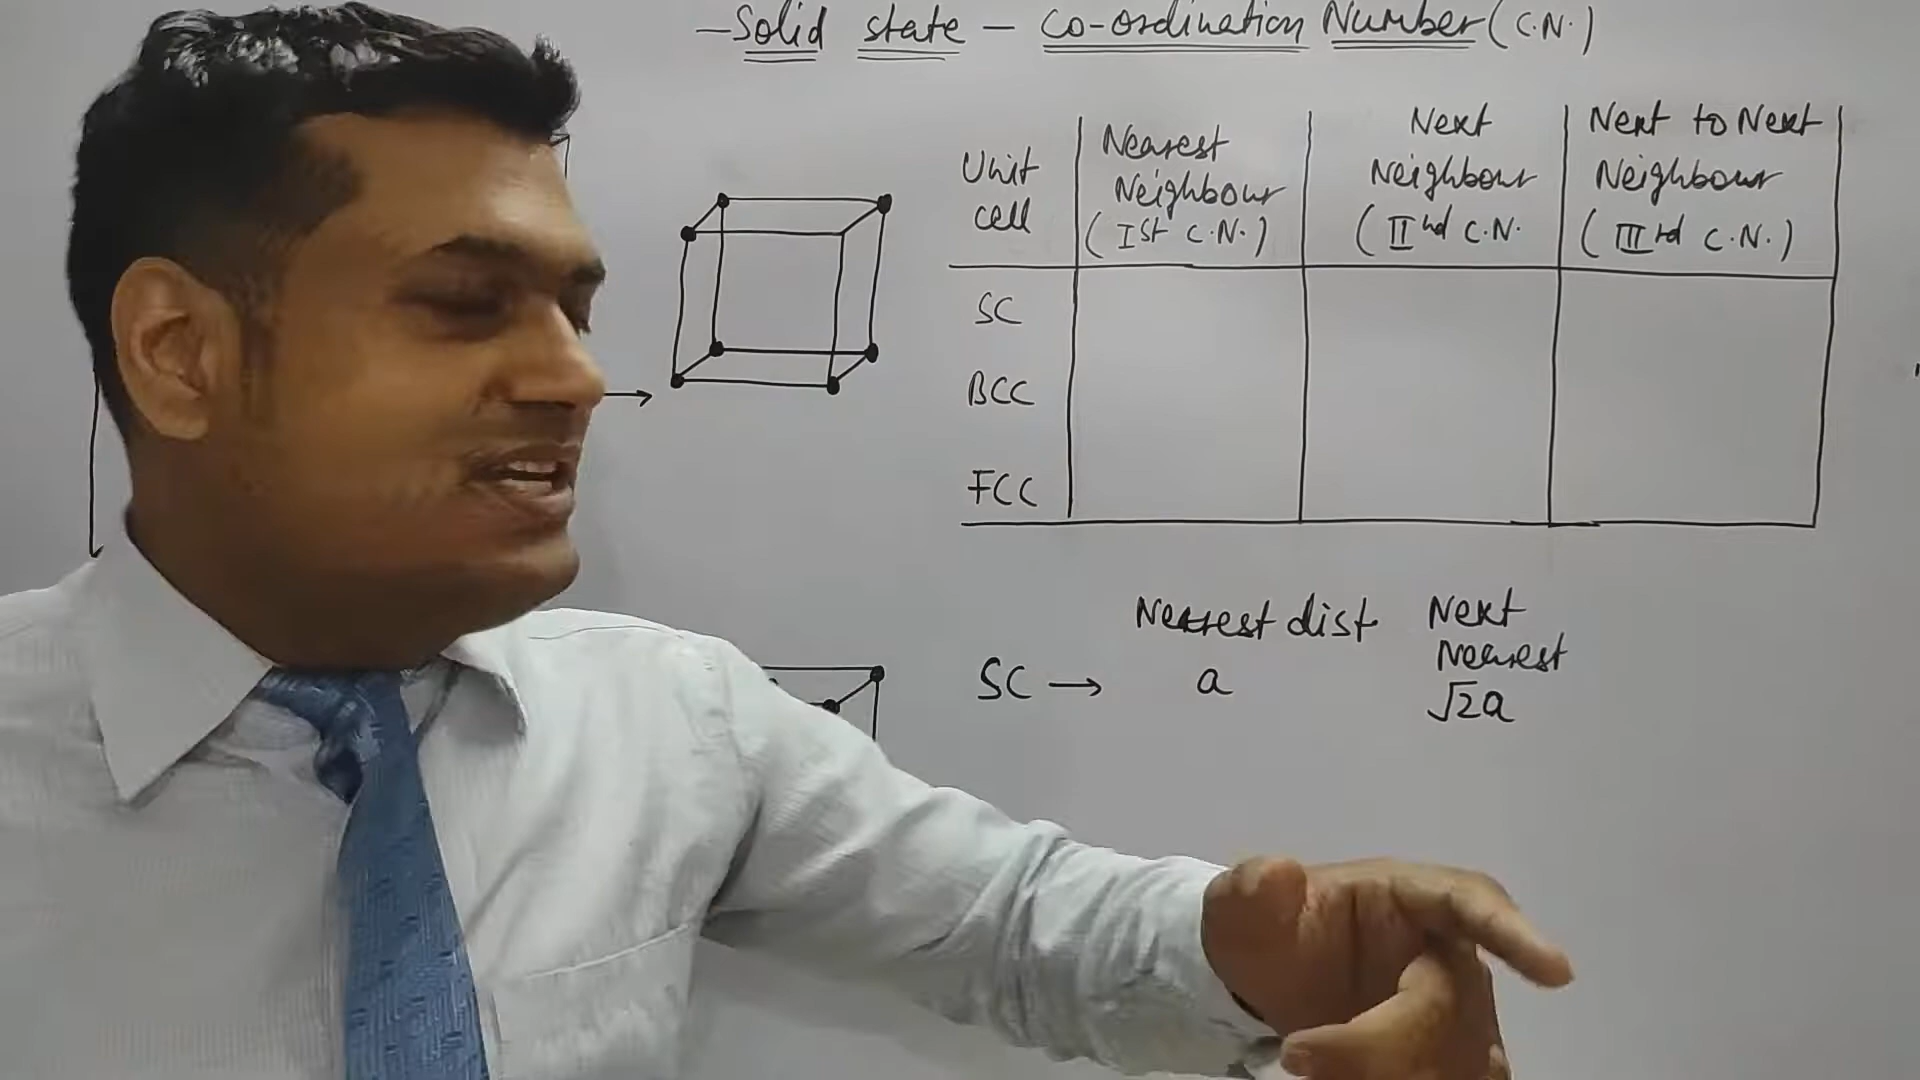 –Solid state – Co-ordination Number (C.N.)
Unit cell
Nearest Neighbour (Ist C.N.)
Next Neighbour (IInd C.N.
Next to Next Neighbour (IIIrd C.N.)
SC
BCC
FCC
Nearest dist
Next Nearest
SC → a √2a